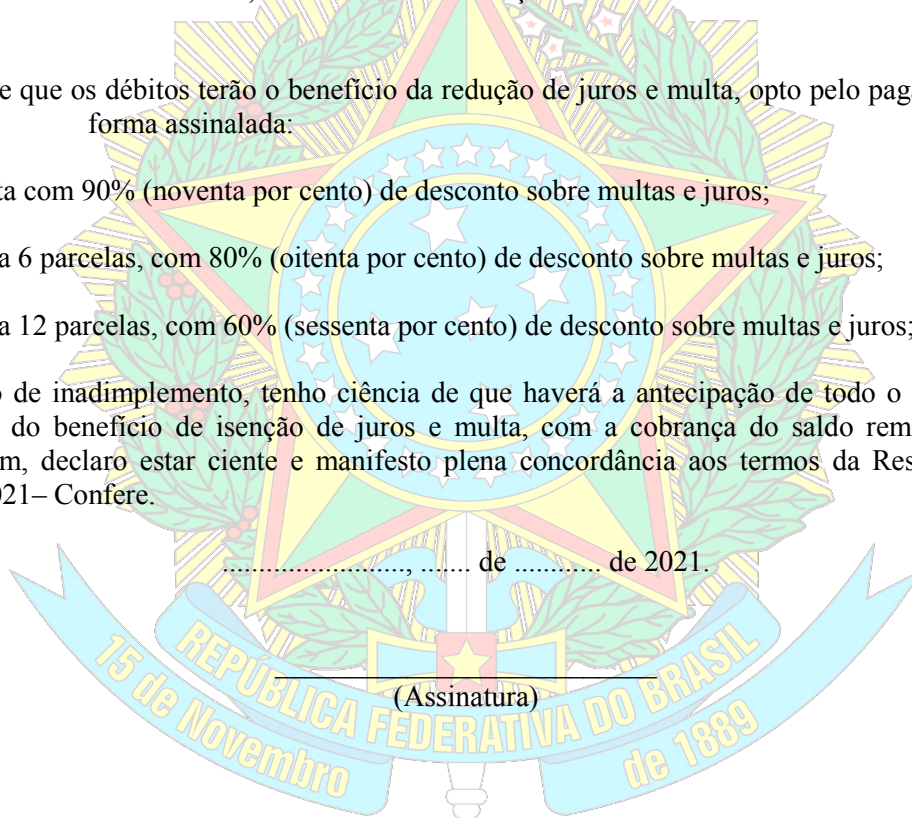 e que os débitos terão o benefício da redução de juros e multa, opto pelo paga
forma assinalada:
ta com 90% (noventa por cento) de desconto sobre multas e juros;
a 6 parcelas, com 80% (oitenta por cento) de desconto sobre multas e juros;
a 12 parcelas, com 60% (sessenta por cento) de desconto sobre multas e juros;
o de inadimplemento, tenho ciência de que haverá a antecipação de todo o
do benefício de isenção de juros e multa, com a cobrança do saldo rem
m, declaro estar ciente e manifesto plena concordância aos termos da Res
021– Confere.
.........................., ....... de ............ de 2021.
(Assinatura)
REPÚBLICA FEDERATIVA DO BRASIL
15 de Novembro de 1889